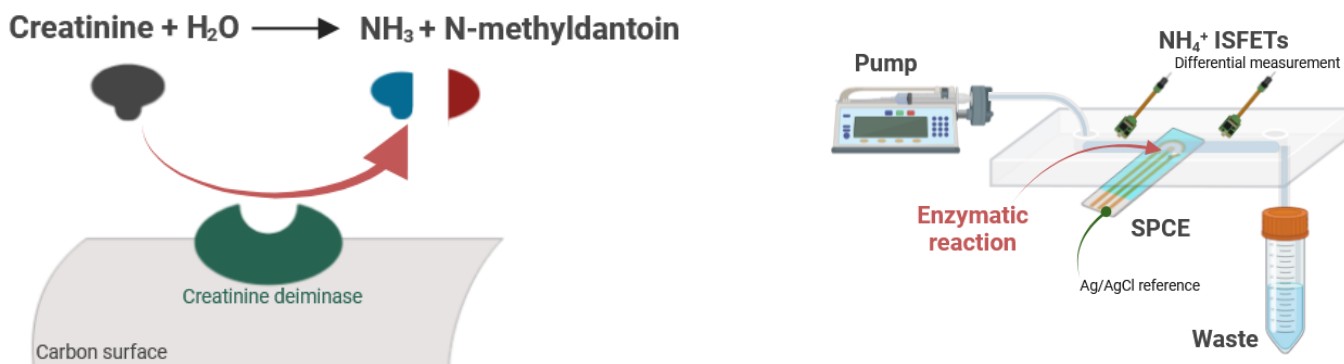 Creatinine + H₂O ⟶ NH₃ + N-methyldantoin
Creatinine deiminase
Carbon surface
NH₄⁺ ISFETs
Differential measurement
Pump
Enzymatic
reaction
SPCE
Ag/AgCl reference
Waste